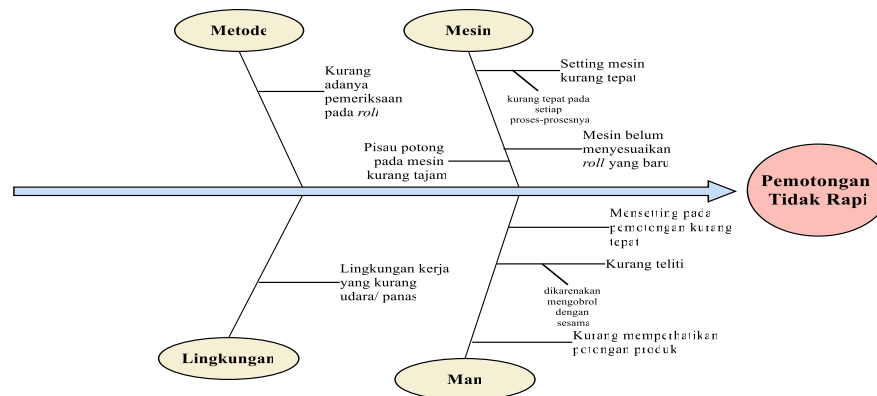 Metode
Kurang
adanya
pemeriksaan
pada roll
Mesin
Setting mesin
kurang tepat
kurang tepat pada
setiap
proses-prosesnya
Mesin belum
menyesuaikan
roll yang baru
Pisau potong
pada mesin
kurang tajam
Pemotongan
Tidak Rapi
Mensetting pada
pemotongan kurang
tepat
Kurang teliti
dikarenakan
mengobrol
dengan
sesama
Kurang memperhatikan
potongan produk
Man
Lingkungan kerja
yang kurang
udara/ panas
Lingkungan